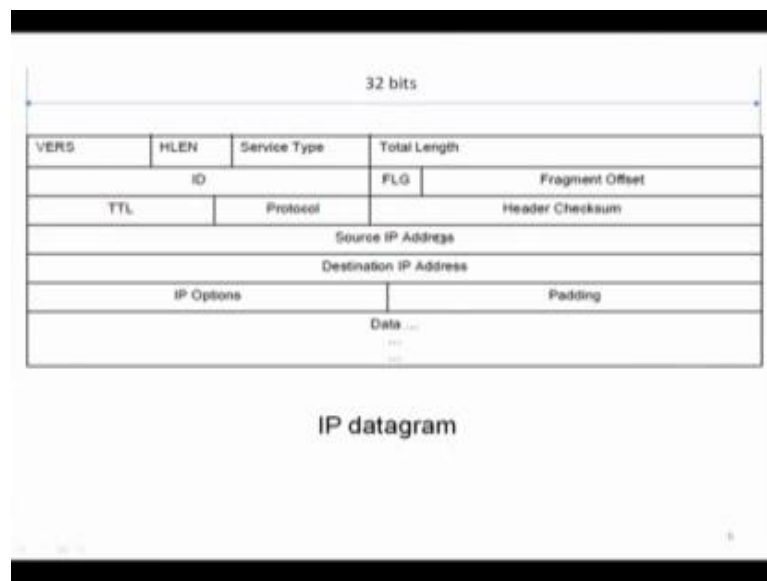 32 bits
VERS HLEN Service Type Total Length
ID FLG Fragment Offset
TTL Protocol Header Checksum
Source IP Address
Destination IP Address
IP Options Padding
Data ...
...
...
IP datagram